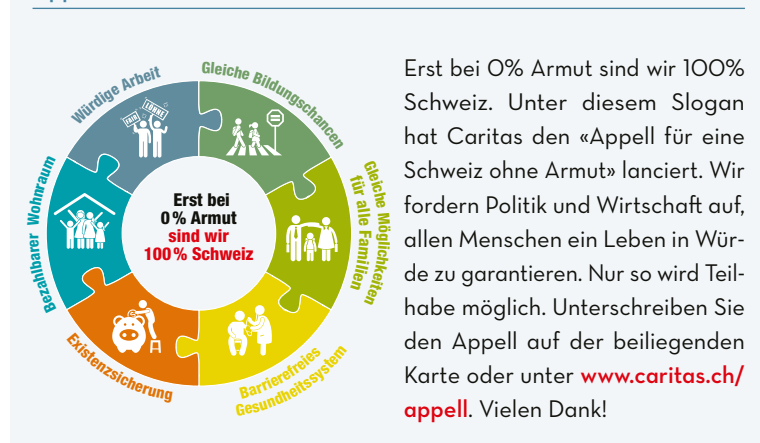 Würdige Arbeit
FAIR LÖHNE
Gleiche Bildungschancen
Gleiche Möglichkeiten
für alle Familien
Barrierefreies
Gesundheitssystem
Existenzsicherung
Bezahlbarer Wohnraum
Erst bei
0 % Armut
sind wir
100 % Schweiz
Erst bei 0% Armut sind wir 100%
Schweiz. Unter diesem Slogan
hat Caritas den «Appell für eine
Schweiz ohne Armut» lanciert. Wir
fordern Politik und Wirtschaft auf,
allen Menschen ein Leben in Wür-
de zu garantieren. Nur so wird Teil-
habe möglich. Unterschreiben Sie
den Appell auf der beiliegenden
Karte oder unter www.caritas.ch/
appell. Vielen Dank!